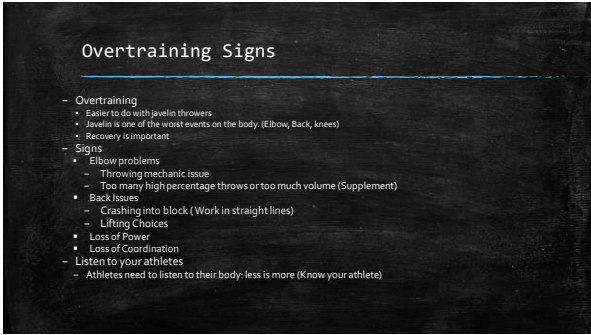 Overtraining Signs
– Overtraining
▪ Easier to do with javelin throwers
▪ Javelin is one of the worst events on the body. (Elbow, Back, knees)
▪ Recovery is important
– Signs
▪ Elbow problems
– Throwing mechanic issue
– Too many high percentage throws or too much volume (Supplement)
▪ Back Issues
– Crashing into block ( Work in straight lines)
– Lifting Choices
▪ Loss of Power
▪ Loss of Coordination
– Listen to your athletes
– Athletes need to listen to their body: less is more (Know your athlete)